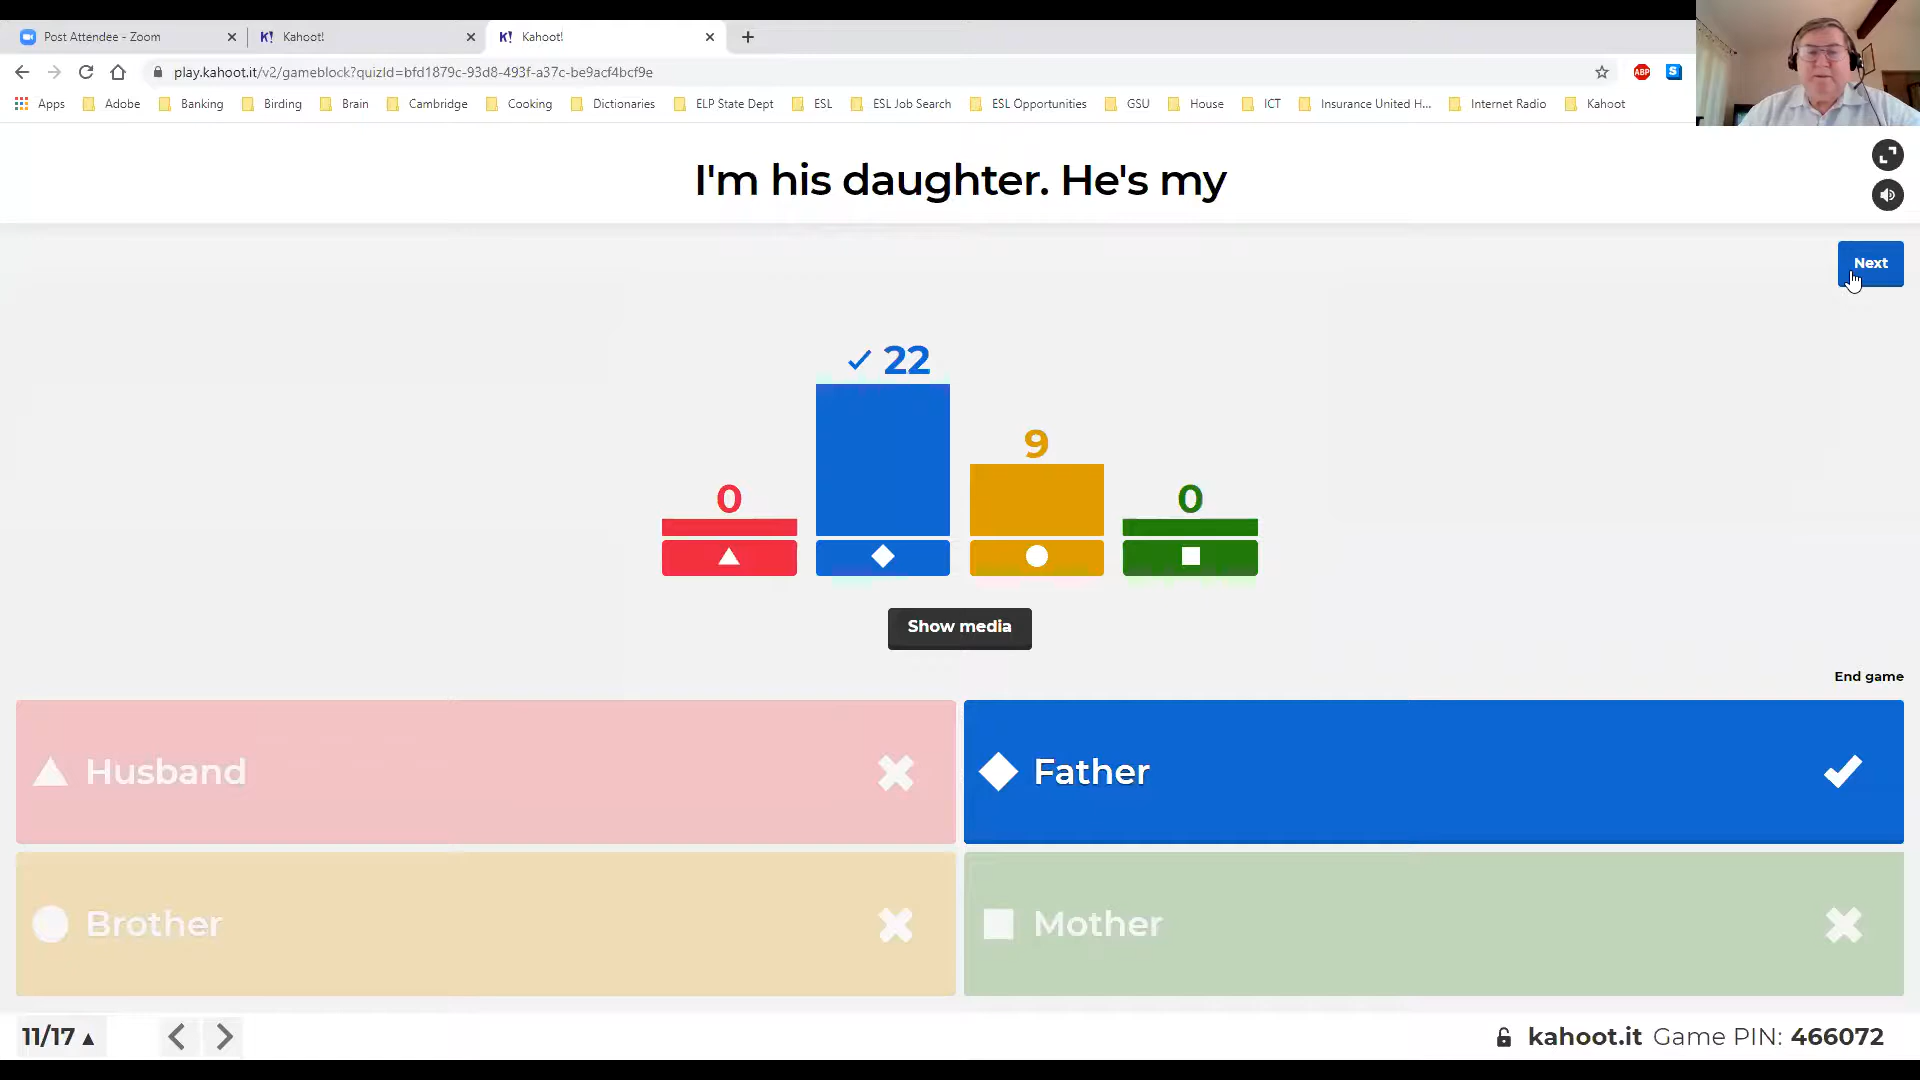 Post Attendee - Zoom
Kahoot!
Kahoot!
play.kahoot.it/v2/gameblock?quizId=bfd1879c-93d8-493f-a37c-be9acf4bcf9e
ABP
S
Apps Adobe Banking Birding Brain Cambridge Cooking Dictionaries ELP State Dept ESL ESL Job Search ESL Opportunities GSU House ICT Insurance United H... Internet Radio Kahoot
I'm his daughter. He's my
Next
22
9
0
0
Show media
End game
Husband
Father
Brother
Mother
11/17
kahoot.it Game PIN: 466072